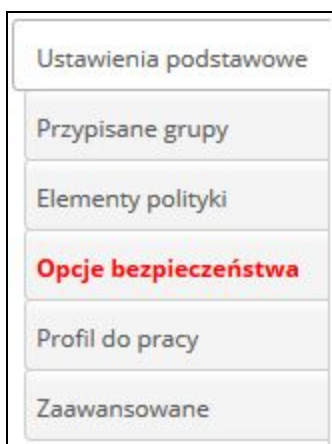 Ustawienia podstawowe
Przypisane grupy
Elementy polityki
Opcje bezpieczeństwa
Profil do pracy
Zaawansowane